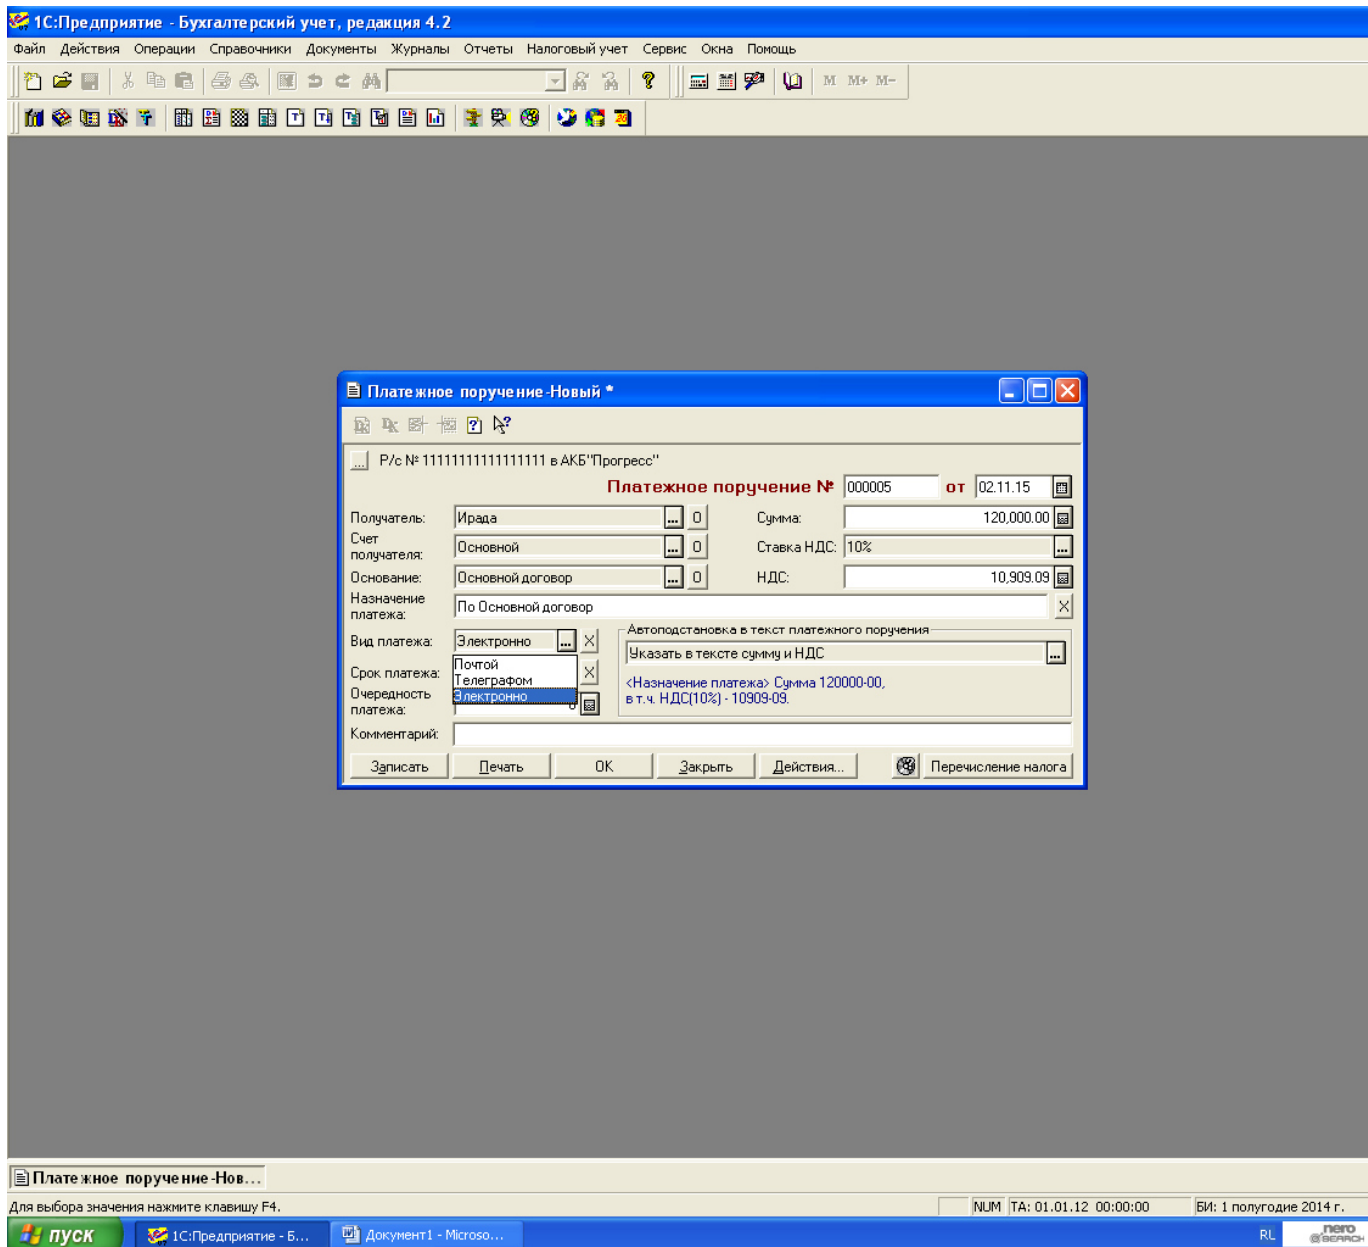 1С:Предприятие - Бухгалтерский учет, редакция 4.2
Файл Действия Операции Справочники Документы Журналы Отчеты Налоговый учет Сервис Окна Помощь
M M+ M-
Платежное поручение-Новый *
... Р/с № 11111111111111111 в АКБ"Прогресс"
Платежное поручение № 000005 от 02.11.15
Получатель: Ирада ... 0 Сумма: 120,000.00
Счет получателя: Основной ... 0 Ставка НДС: 10% ...
Основание: Основной договор ... 0 НДС: 10,909.09
Назначение платежа: По Основной договор X
Вид платежа: Электронно ... X
Автоподстановка в текст платежного поручения
Указать в тексте сумму и НДС ...
Почтой
Телеграфом
Электронно
Срок платежа: X
<Назначение платежа> Сумма 120000-00,
в т.ч. НДС(10%) - 10909-09.
Очередность платежа:
Комментарий:
Записать Печать OK Закрыть Действия... Перечисление налога
Платежное поручение-Нов...
Для выбора значения нажмите клавишу F4. NUM TA: 01.01.12 00:00:00 БИ: 1 полугодие 2014 г.
пуск 1С:Предприятие - Б... Документ1 - Microso... RL nero